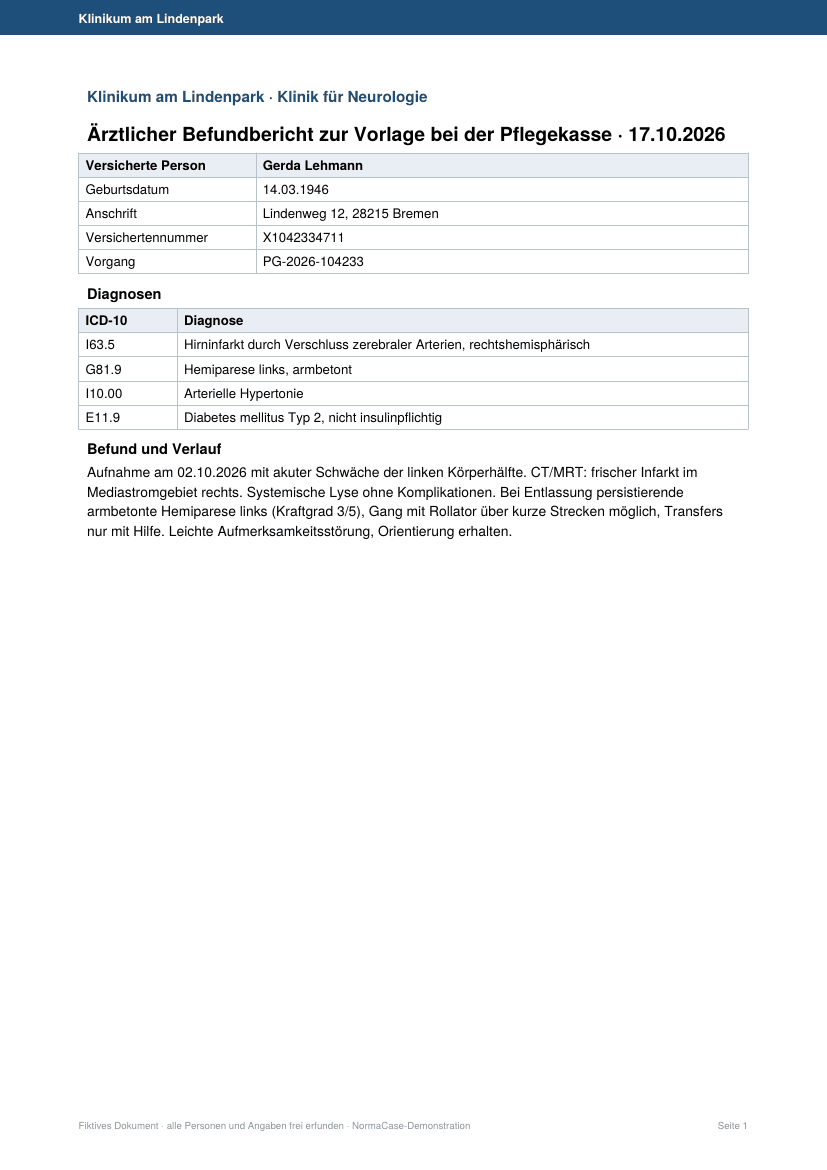 Klinikum am Lindenpark
Klinikum am Lindenpark · Klinik für Neurologie
Ärztlicher Befundbericht zur Vorlage bei der Pflegekasse · 17.10.2026
Versicherte Person Gerda Lehmann
Geburtsdatum 14.03.1946
Anschrift Lindenweg 12, 28215 Bremen
Versichertennummer X1042334711
Vorgang PG-2026-104233
Diagnosen
ICD-10 Diagnose
I63.5 Hirninfarkt durch Verschluss zerebraler Arterien, rechtshemisphärisch
G81.9 Hemiparese links, armbetont
I10.00 Arterielle Hypertonie
E11.9 Diabetes mellitus Typ 2, nicht insulinpflichtig
Befund und Verlauf
Aufnahme am 02.10.2026 mit akuter Schwäche der linken Körperhälfte. CT/MRT: frischer Infarkt im
Mediastromgebiet rechts. Systemische Lyse ohne Komplikationen. Bei Entlassung persistierende
armbetonte Hemiparese links (Kraftgrad 3/5), Gang mit Rollator über kurze Strecken möglich, Transfers
nur mit Hilfe. Leichte Aufmerksamkeitsstörung, Orientierung erhalten.
Fiktives Dokument · alle Personen und Angaben frei erfunden · NormaCase-Demonstration Seite 1